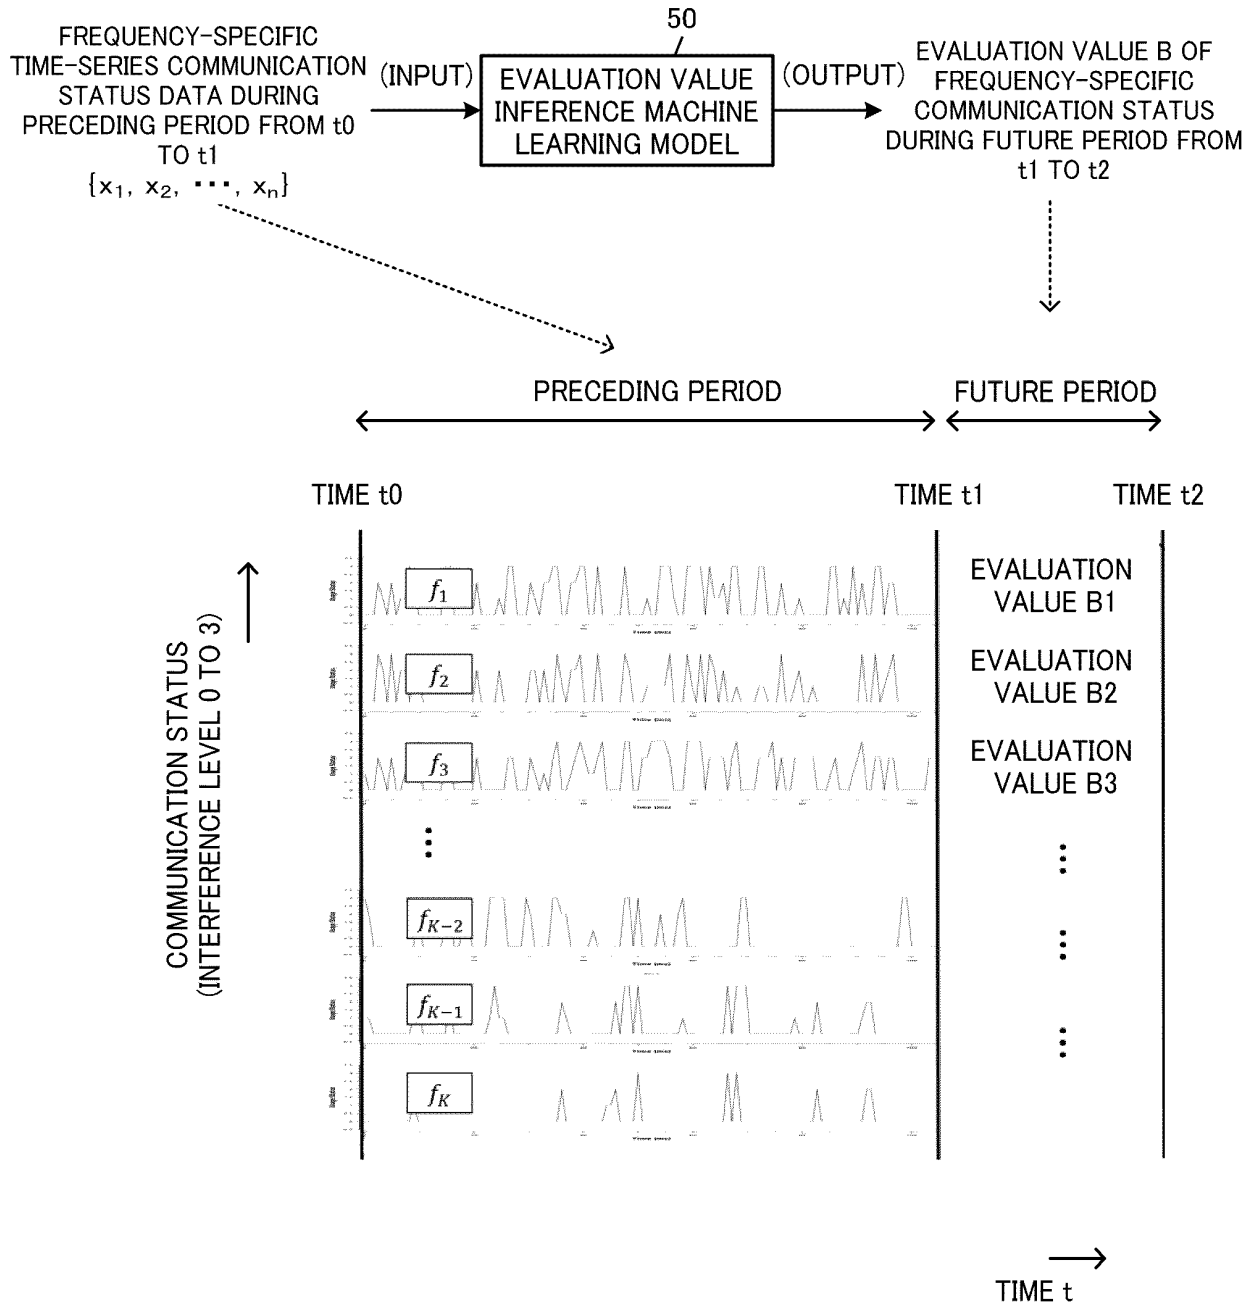 50
FREQUENCY-SPECIFIC
TIME-SERIES COMMUNICATION
STATUS DATA DURING
PRECEDING PERIOD FROM t0
TO t1
{x₁, x₂, ···, xₙ}
(INPUT)
EVALUATION VALUE
INFERENCE MACHINE
LEARNING MODEL
(OUTPUT)
EVALUATION VALUE B OF
FREQUENCY-SPECIFIC
COMMUNICATION STATUS
DURING FUTURE PERIOD FROM
t1 TO t2
PRECEDING PERIOD
FUTURE PERIOD
TIME t0
TIME t1
TIME t2
COMMUNICATION STATUS
(INTERFERENCE LEVEL 0 TO 3)
f₁
EVALUATION
VALUE B1
f₂
EVALUATION
VALUE B2
f₃
EVALUATION
VALUE B3
f_{K-2}
f_{K-1}
f_K
TIME t